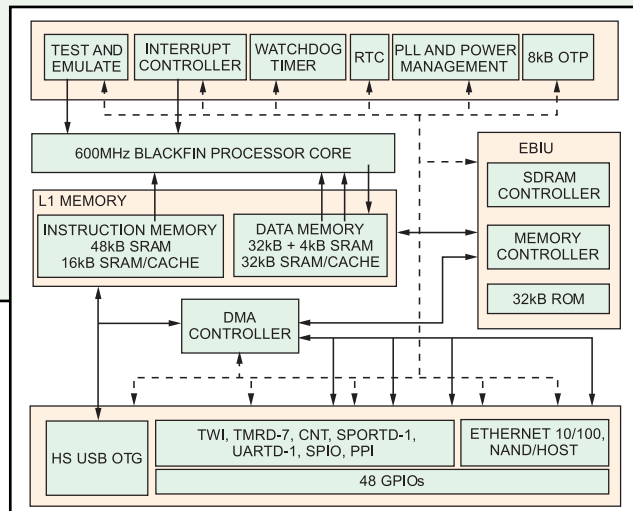 TEST AND
EMULATE
INTERRUPT
CONTROLLER
WATCHDOG
TIMER
RTC
PLL AND POWER
MANAGEMENT
8kB OTP
600MHz BLACKFIN PROCESSOR CORE
EBIU
SDRAM
CONTROLLER
MEMORY
CONTROLLER
32kB ROM
L1 MEMORY
INSTRUCTION MEMORY
48kB SRAM
16kB SRAM/CACHE
DATA MEMORY
32kB + 4kB SRAM
32kB SRAM/CACHE
DMA
CONTROLLER
HS USB OTG
TWI, TMRD-7, CNT, SPORTD-1,
UARTD-1, SPIO, PPI
ETHERNET 10/100,
NAND/HOST
48 GPIOs